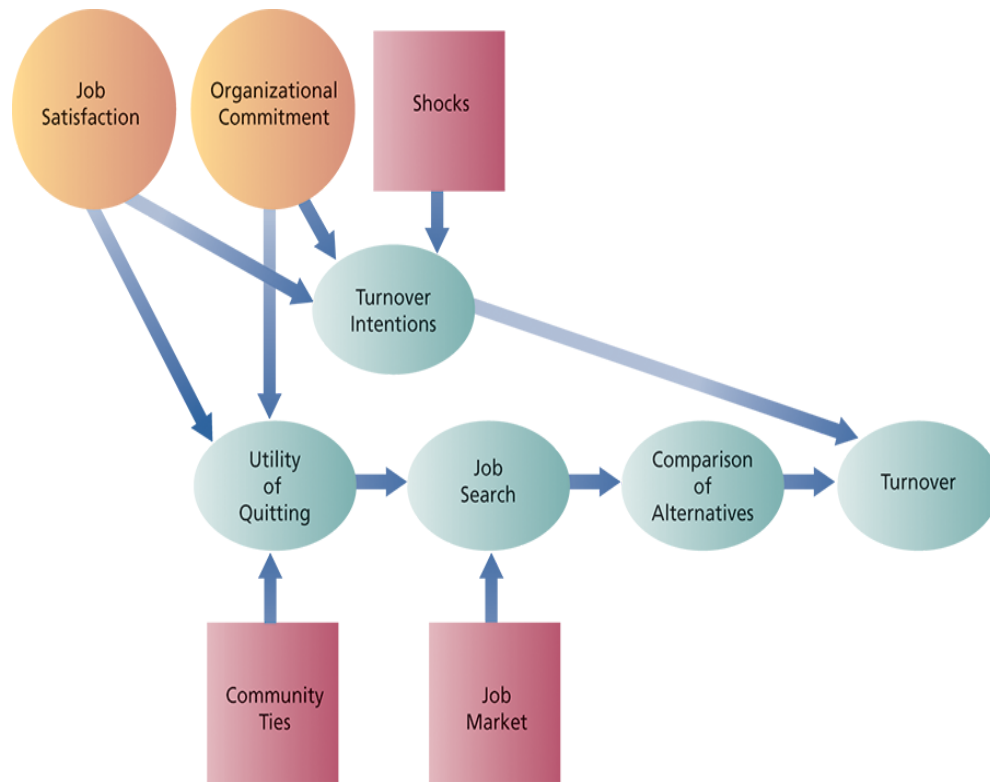 Job
Satisfaction
Organizational
Commitment
Shocks
Turnover
Intentions
Utility
of
Quitting
Job
Search
Comparison
of
Alternatives
Turnover
Community
Ties
Job
Market